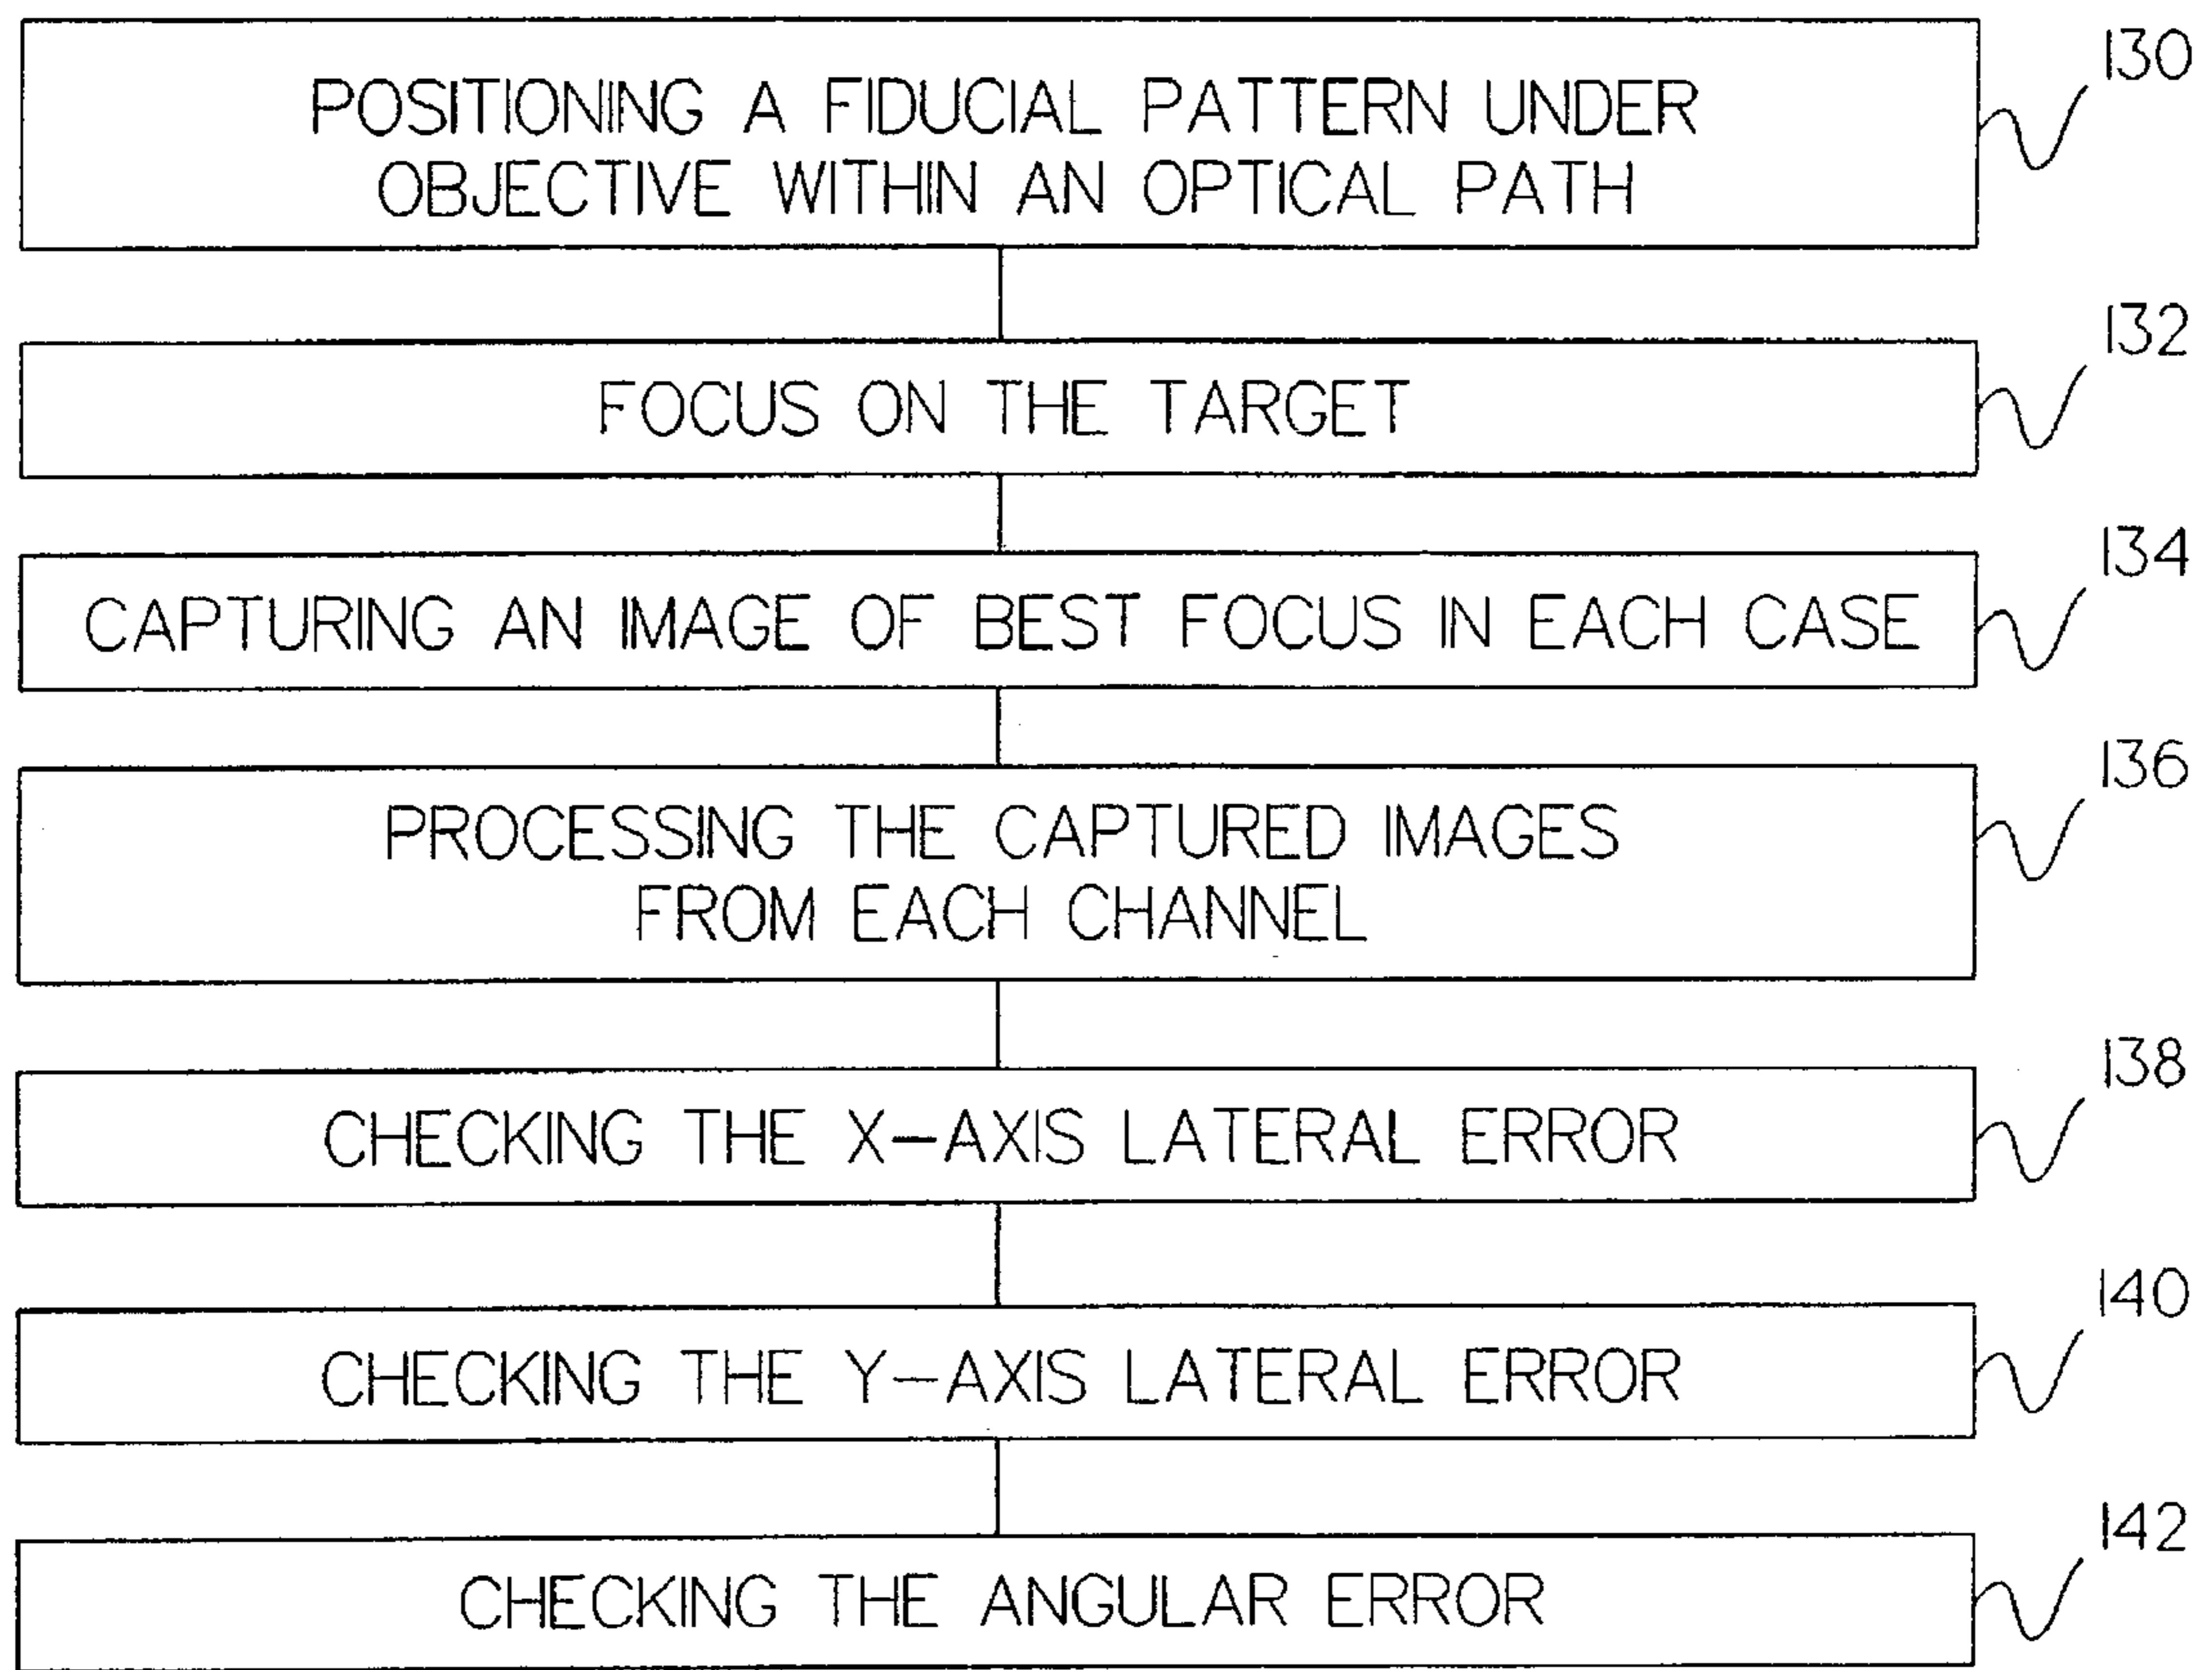 130
POSITIONING A FIDUCIAL PATTERN UNDER
OBJECTIVE WITHIN AN OPTICAL PATH
132
FOCUS ON THE TARGET
134
CAPTURING AN IMAGE OF BEST FOCUS IN EACH CASE
136
PROCESSING THE CAPTURED IMAGES
FROM EACH CHANNEL
138
CHECKING THE X-AXIS LATERAL ERROR
140
CHECKING THE Y-AXIS LATERAL ERROR
142
CHECKING THE ANGULAR ERROR